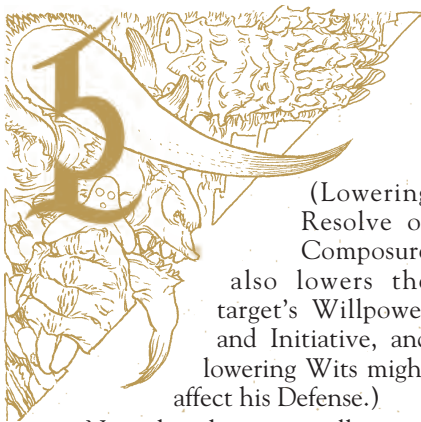 (Lowering
Resolve o
Composure
also lowers the
target's Willpowe
and Initiative, and
lowering Wits migh
affect his Defense.)